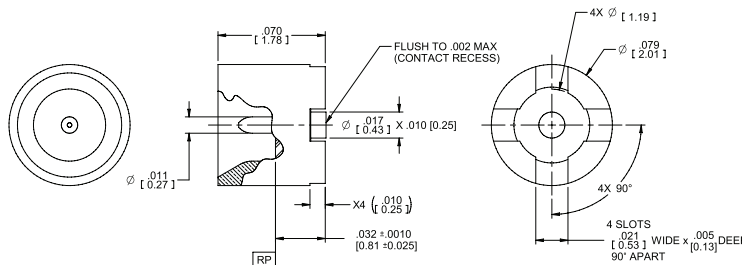 .070
[ 1.78 ]
FLUSH TO .002 MAX
(CONTACT RECESS)
4X Ø [ 1.19 ]
Ø .079
[ 2.01 ]
Ø .017
[ 0.43 ] X .010 [0.25]
Ø .011
[ 0.27 ]
X4 ( .010
[ 0.25 ] )
.032 ±.0010
[0.81 ±0.025]
RP
4X 90°
4 SLOTS
.021
[ 0.53 ] WIDE x .005
[0.13] DEEP
90° APART